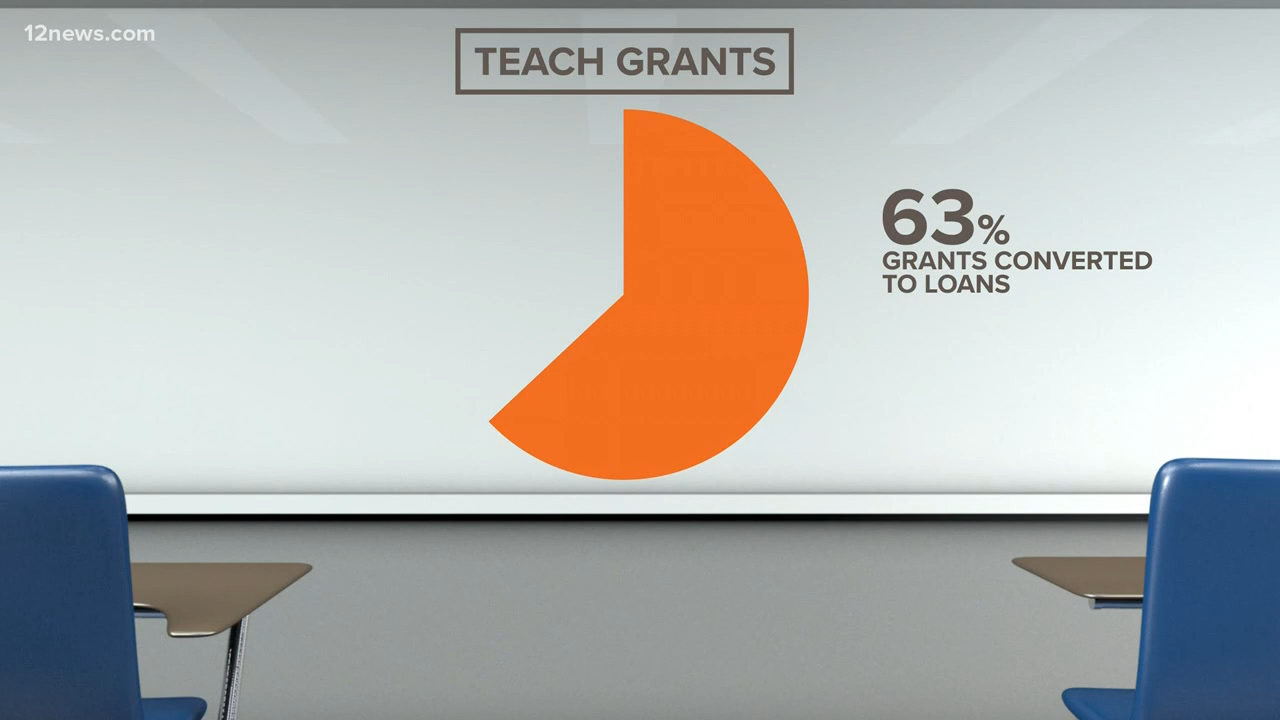 12news.com
TEACH GRANTS
63%
GRANTS CONVERTED
TO LOANS